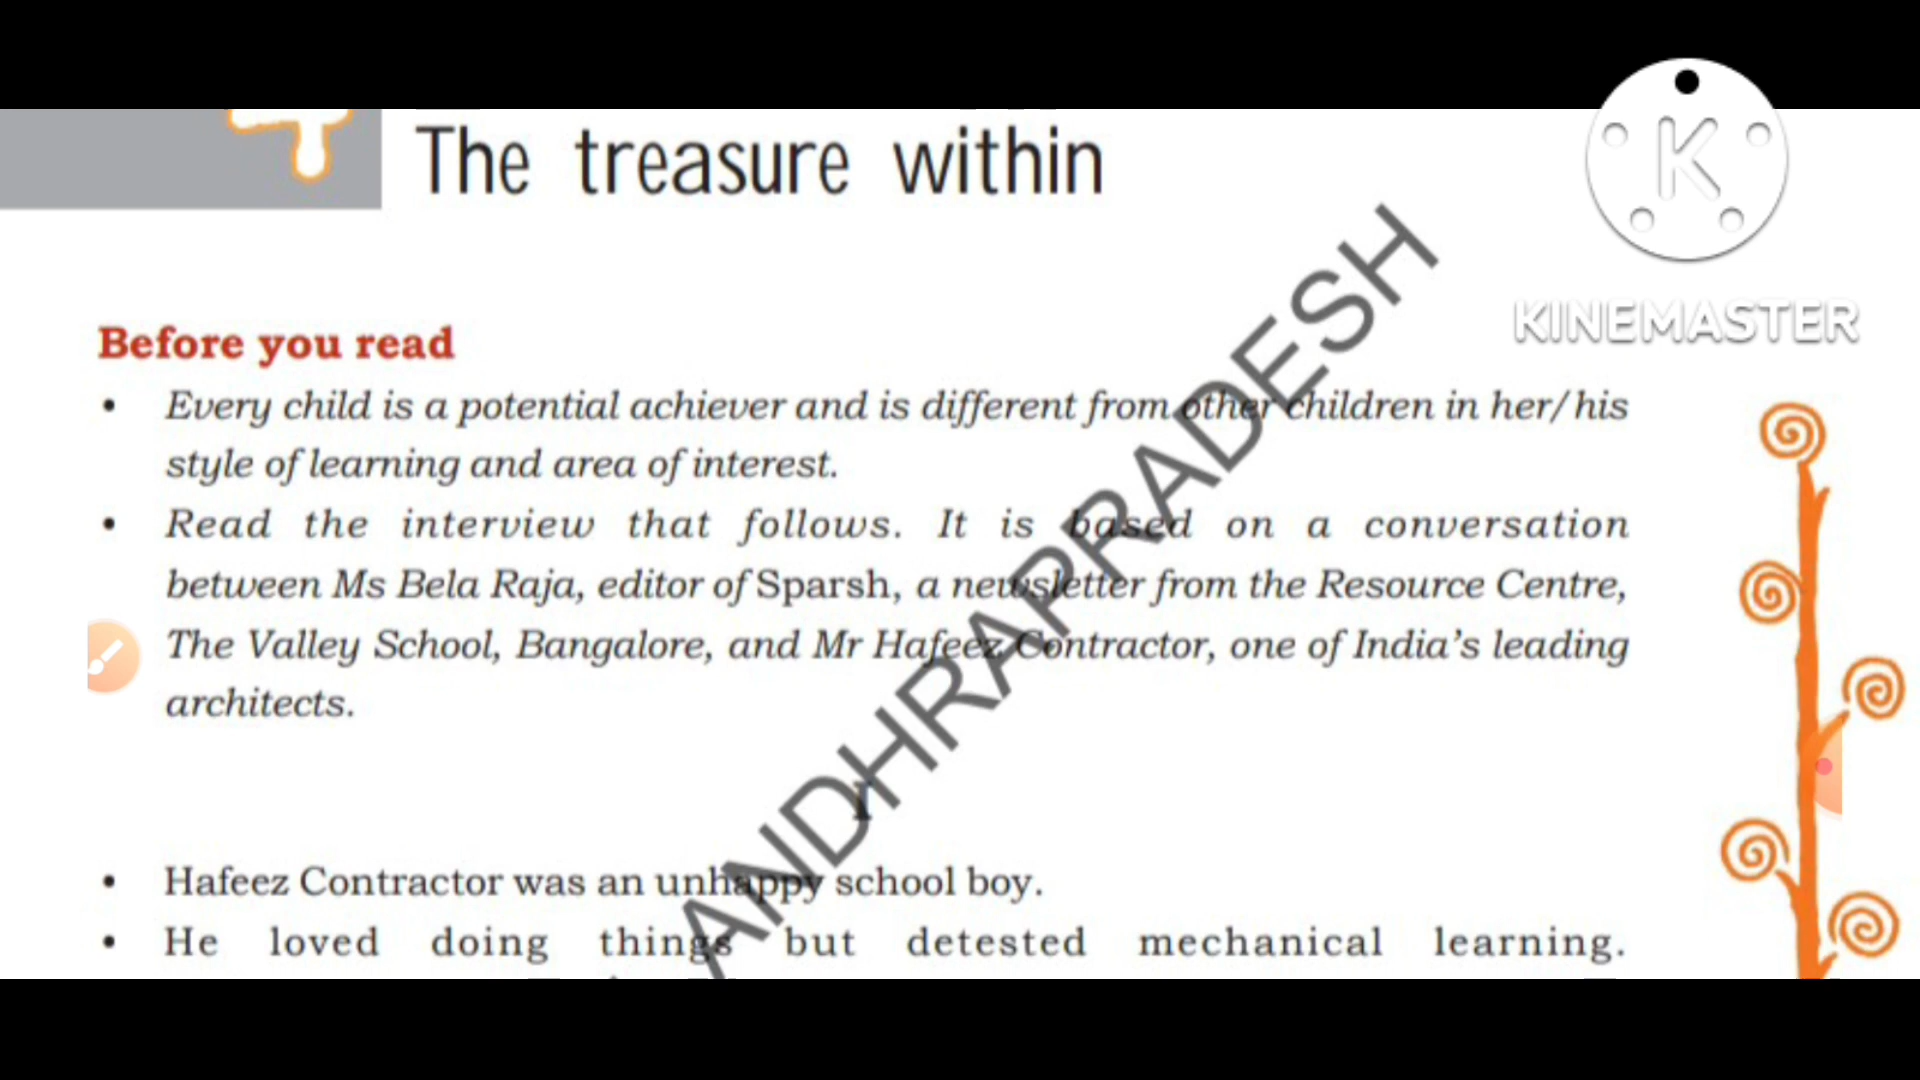 4
The treasure within
K
KINEMASTER
Before you read
• Every child is a potential achiever and is different from other children in her/his
style of learning and area of interest.
• Read the interview that follows. It is based on a conversation
between Ms Bela Raja, editor of Sparsh, a newsletter from the Resource Centre,
The Valley School, Bangalore, and Mr Hafeez Contractor, one of India's leading
architects.
I
• Hafeez Contractor was an unhappy school boy.
• He loved doing things but detested mechanical learning.
ANDHRAPRADESH